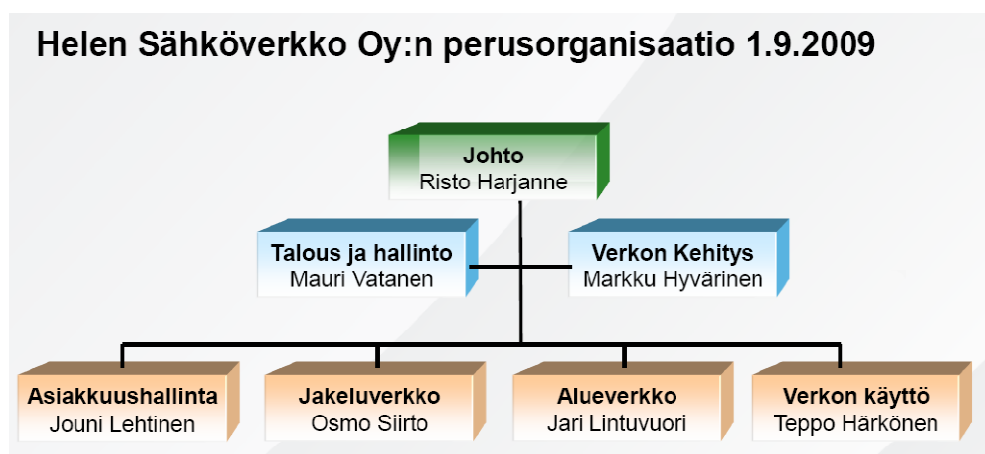 Helen Sähköverkko Oy:n perusorganisaatio 1.9.2009
Johto
Risto Harjanne
Talous ja hallinto
Mauri Vatanen
Verkon Kehitys
Markku Hyvärinen
Asiakkuushallinta
Jouni Lehtinen
Jakeluverkko
Osmo Siirto
Alueverkko
Jari Lintuvuori
Verkon käyttö
Teppo Härkönen